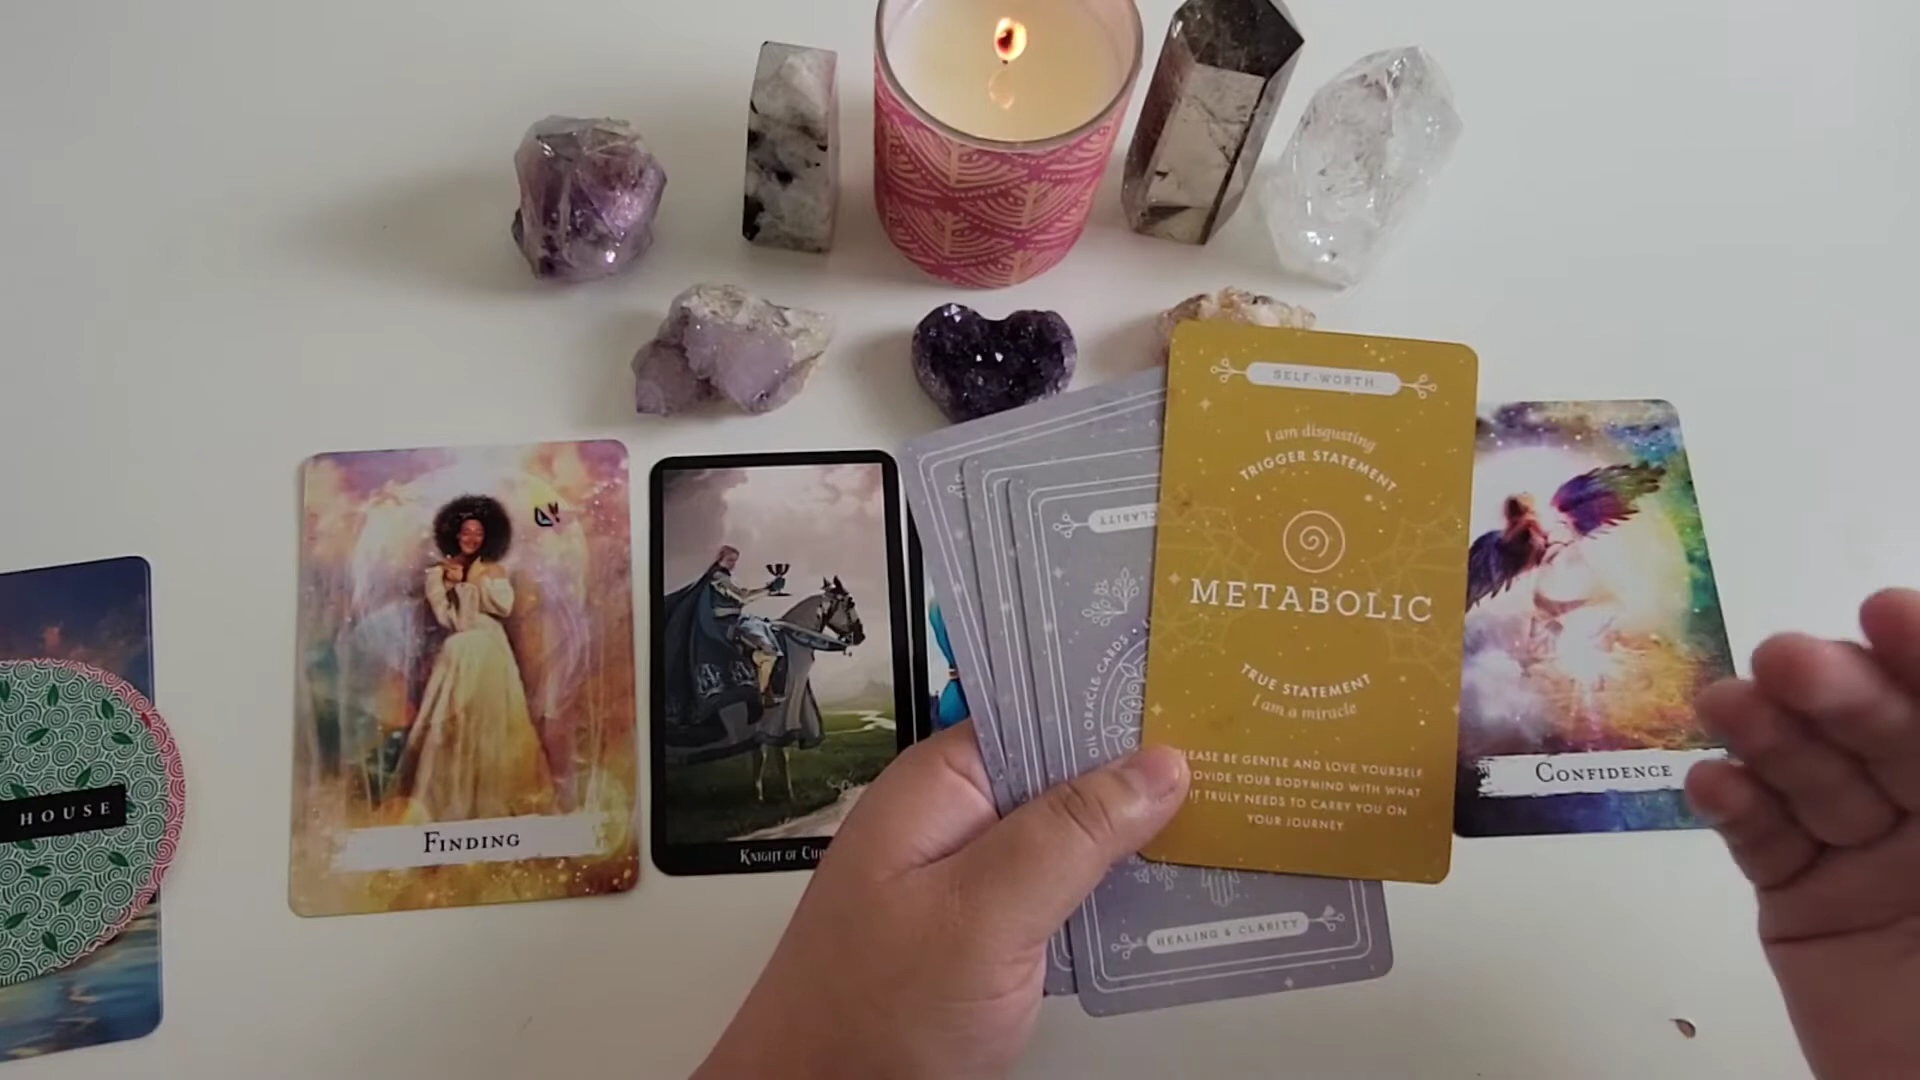 SELF-WORTH
I am disgusting
TRIGGER STATEMENT
METABOLIC
TRUE STATEMENT
I am a miracle
LEASE BE GENTLE AND LOVE YOURSELF
OVIDE YOUR BODYMIND WITH WHAT
IT TRULY NEEDS TO CARRY YOU ON
YOUR JOURNEY
CLARITY
OIL ORACLE CARDS
HEALING & CLARITY
HOUSE
FINDING
KNIGHT OF CU
CONFIDENCE